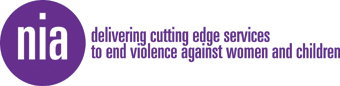 nia
delivering cutting edge services
to end violence against women and children